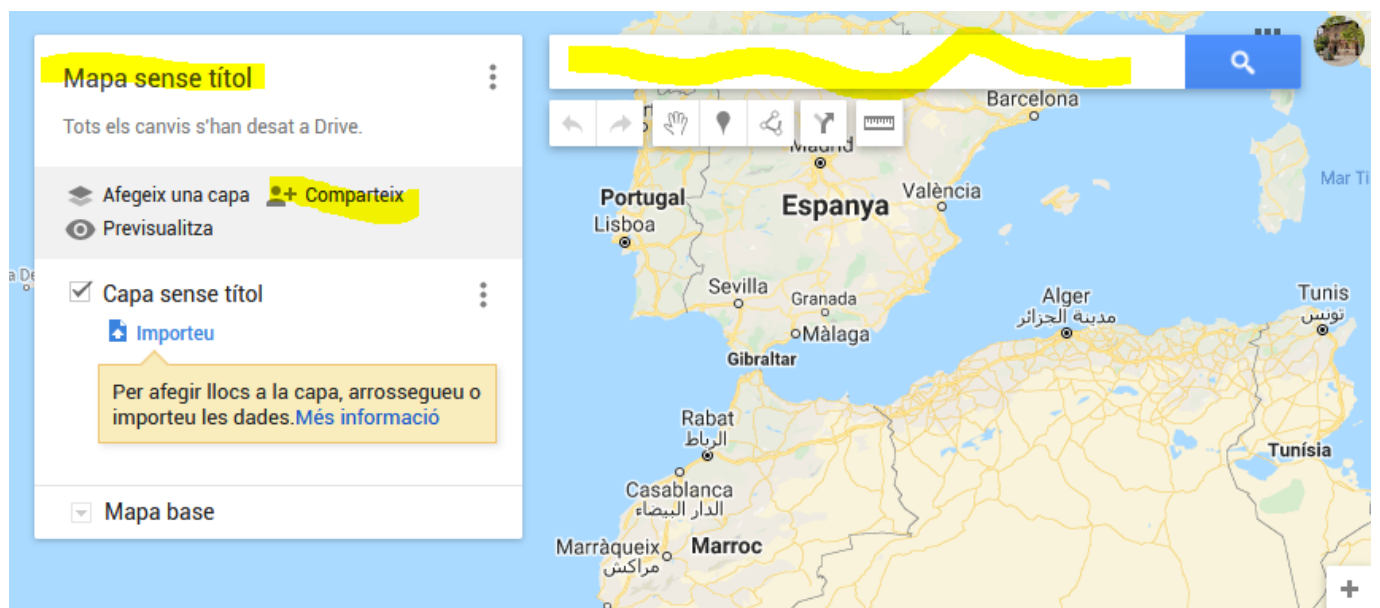 Mapa sense títol
Tots els canvis s'han desat a Drive.
Afegeix una capa
Comparteix
Previsualitza
Capa sense títol
Importeu
Per afegir llocs a la capa, arrossegueu o
importeu les dades.Més informació
Mapa base
Barcelona
Madrid
Portugal
Lisboa
Espanya
València
Mar Ti
Sevilla
Granada
Màlaga
Gibraltar
Alger
مدينة الجزائر
Tunis
تونس
Rabat
الرباط
Tunísia
Casablanca
الدار البيضاء
Marràqueix
مراكش
Marroc